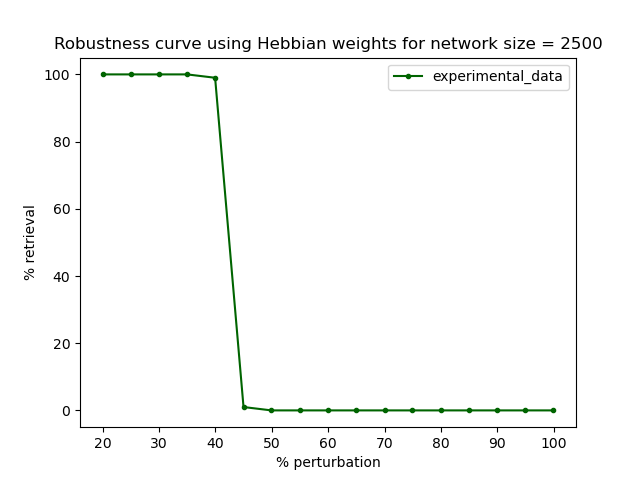 Robustness curve using Hebbian weights for network size = 2500
experimental_data
100
80
60
40
20
0
% retrieval
20 30 40 50 60 70 80 90 100
% perturbation